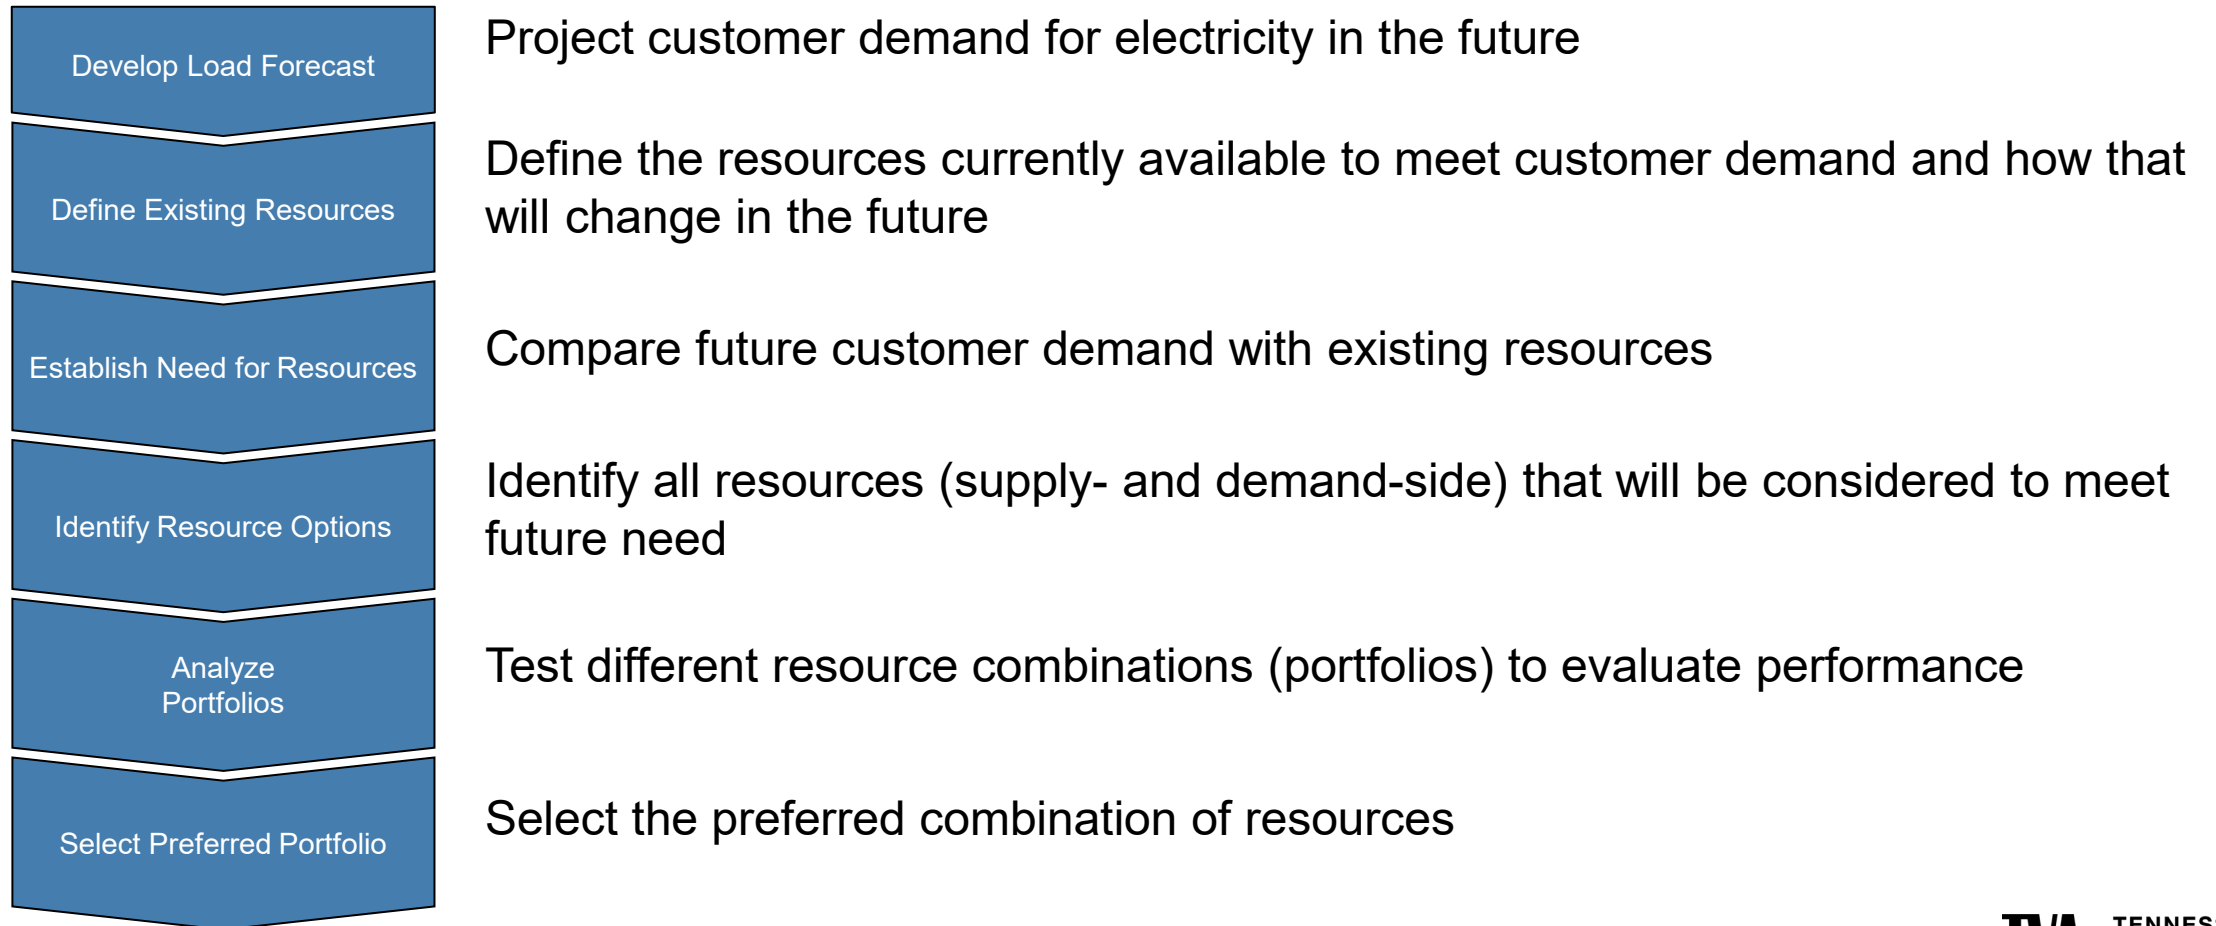 Develop Load Forecast
Project customer demand for electricity in the future
Define Existing Resources
Define the resources currently available to meet customer demand and how that
will change in the future
Establish Need for Resources
Compare future customer demand with existing resources
Identify Resource Options
Identify all resources (supply- and demand-side) that will be considered to meet
future need
Analyze
Portfolios
Test different resource combinations (portfolios) to evaluate performance
Select Preferred Portfolio
Select the preferred combination of resources
TVA